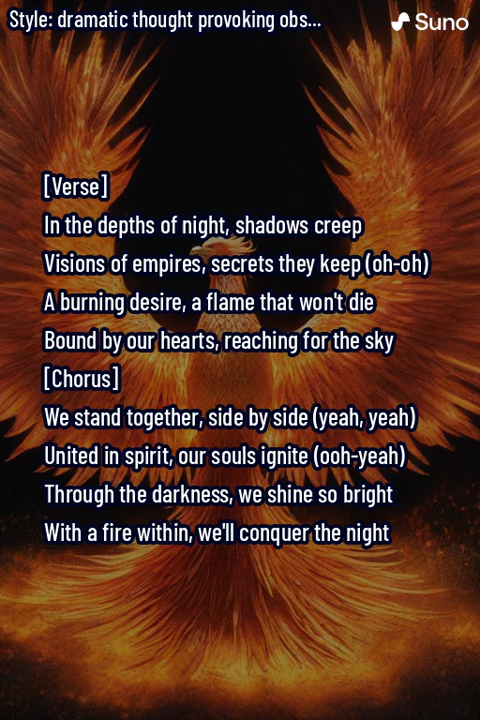 Style: dramatic thought provoking obs...
Suno
[Verse]
In the depths of night, shadows creep
Visions of empires, secrets they keep (oh-oh)
A burning desire, a flame that won't die
Bound by our hearts, reaching for the sky
[Chorus]
We stand together, side by side (yeah, yeah)
United in spirit, our souls ignite (ooh-yeah)
Through the darkness, we shine so bright
With a fire within, we'll conquer the night